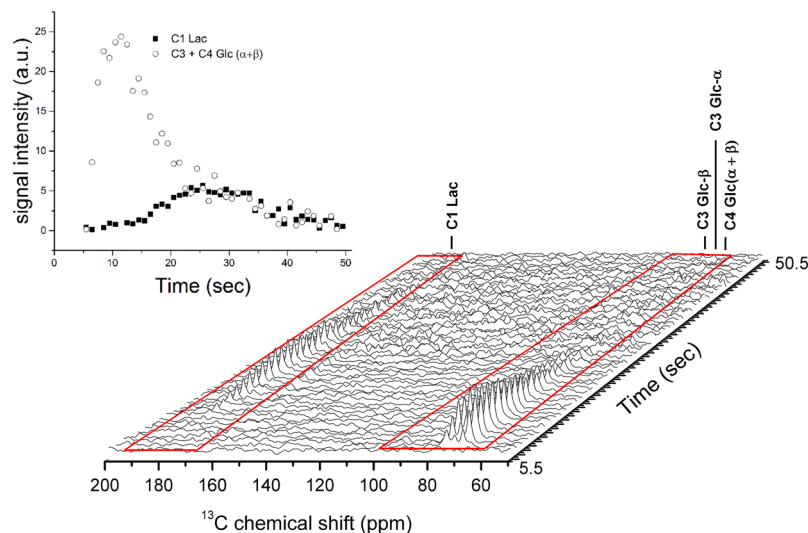 25
20
15
10
5
0
signal intensity (a.u.)
C1 Lac
C3 + C4 Glc (α+β)
0 10 20 30 40 50
Time (sec)
C1 Lac
C3 Glc-β
C3 Glc-α
C4 Glc(α + β)
50.5
Time (sec)
5.5
200 180 160 140 120 100 80 60
¹³C chemical shift (ppm)